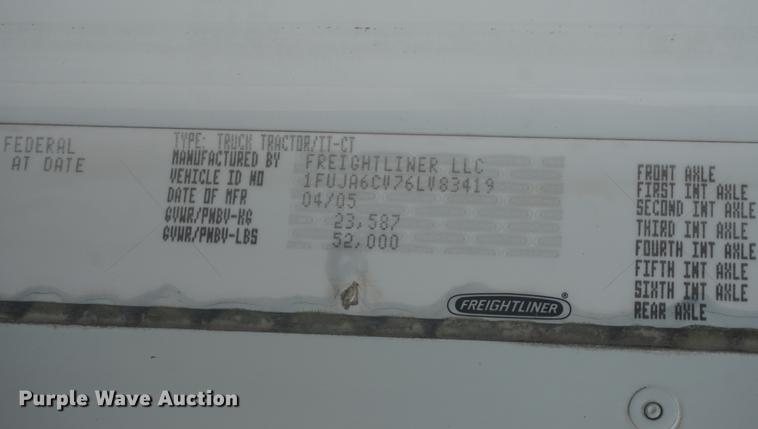 FEDERAL
AT DATE
TYPE: TRUCK TRACTOR/TT-CT
MANUFACTURED BY FREIGHTLINER LLC
VEHICLE ID NO 1FUJA6CV76LV83419
DATE OF MFR 04/05
GVWR/PNBV-KG 23,587
GVWR/PNBV-LBS 52,000
FRONT AXLE
FIRST INT AXLE
SECOND INT AXLE
THIRD INT AXLE
FOURTH INT AXLE
FIFTH INT AXLE
SIXTH INT AXLE
REAR AXLE
FREIGHTLINER®
Purple Wave Auction